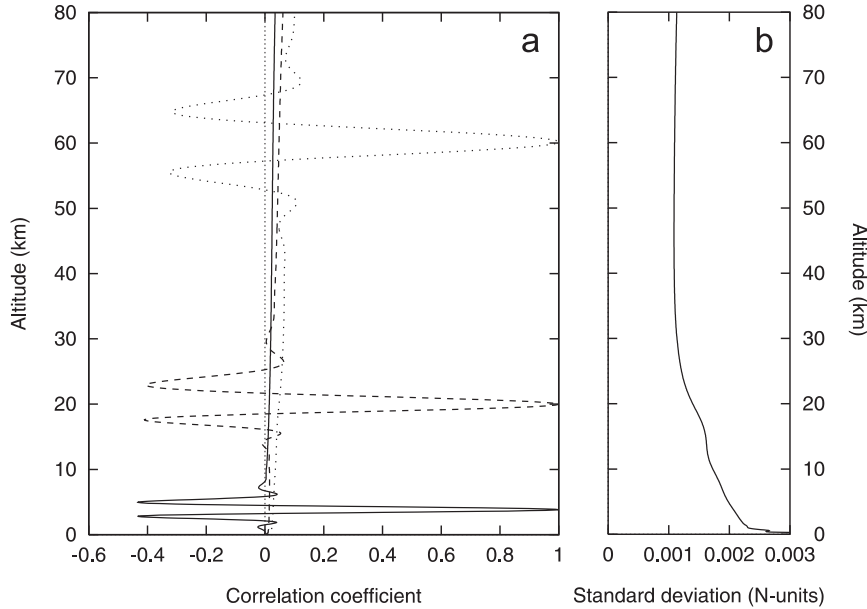 80
70
60
50
40
30
20
10
0
Altitude (km)
-0.6 -0.4 -0.2 0 0.2 0.4 0.6 0.8 1
Correlation coefficient
a
b
0 0.001 0.002 0.003
Standard deviation (N-units)
80
70
60
50
40
30
20
10
0
Altitude (km)